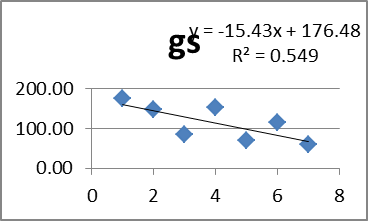 gs
y = -15.43x + 176.48
R² = 0.549
200.00
100.00
0.00
0 2 4 6 8